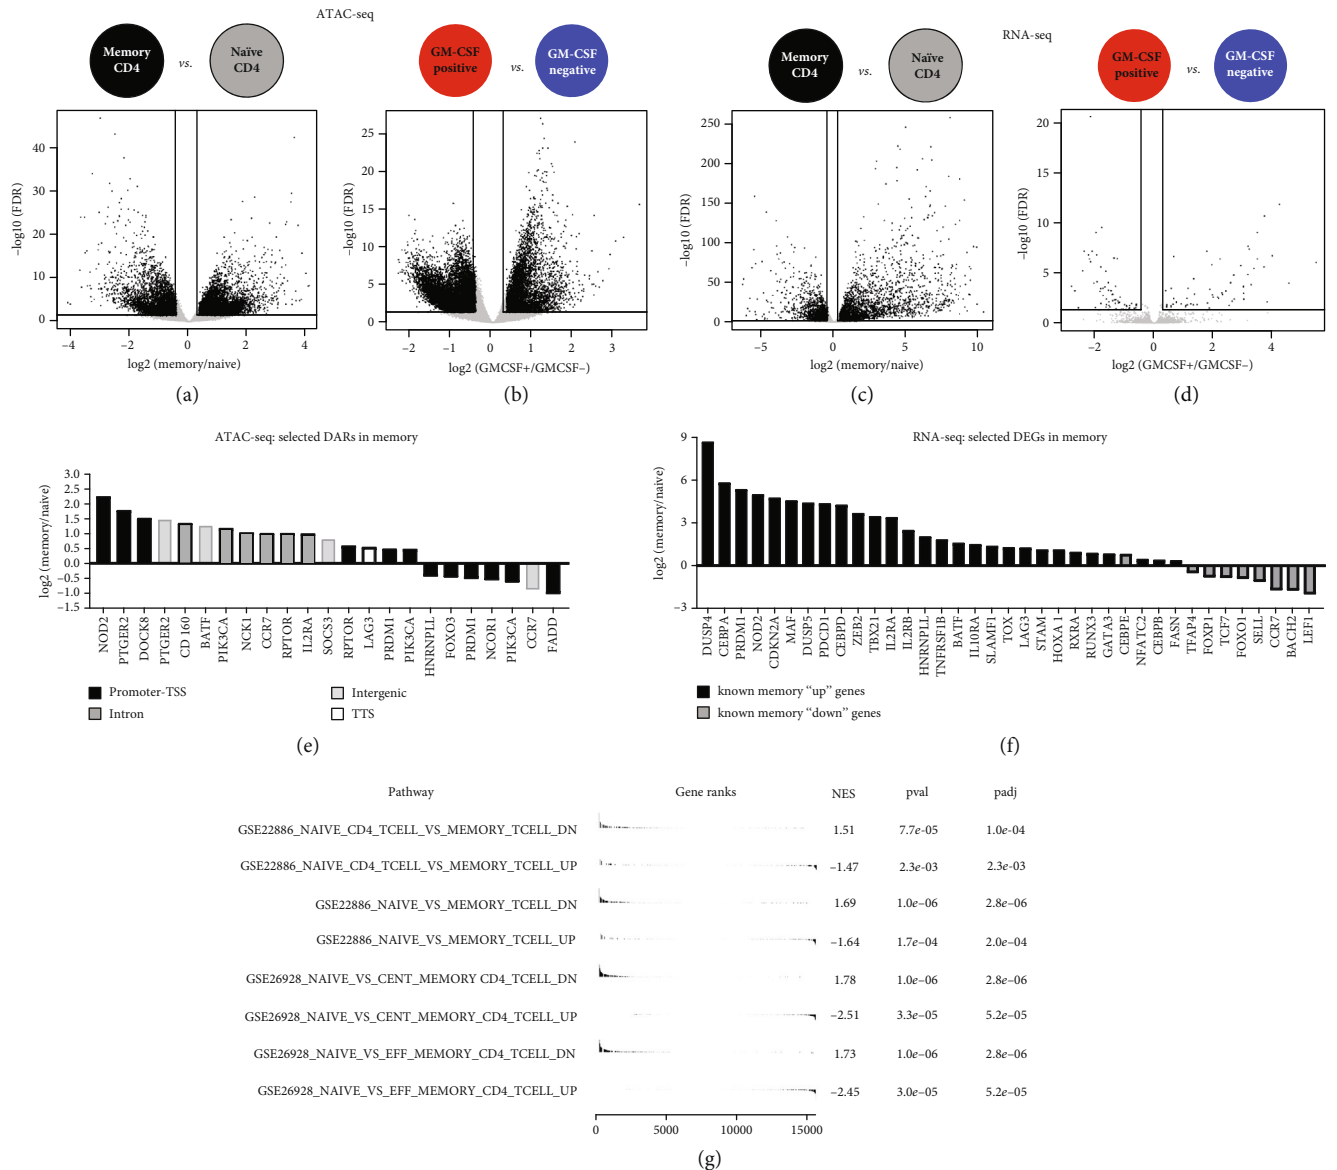 ATAC-seq
RNA-seq
Memory CD4
vs.
Naïve CD4
GM-CSF positive
vs.
GM-CSF negative
Memory CD4
vs.
Naïve CD4
GM-CSF positive
vs.
GM-CSF negative
−log10 (FDR)
40
30
20
10
0
−4
−2
0
2
4
log2 (memory/naive)
(a)
−log10 (FDR)
25
20
15
10
5
0
−2
−1
0
1
2
3
log2 (GMCSF+/GMCSF−)
(b)
−log10 (FDR)
250
200
150
100
50
0
−5
0
5
10
log2 (memory/naive)
(c)
−log10 (FDR)
20
15
10
5
0
−2
0
2
4
log2 (GMCSF+/GMCSF−)
(d)
ATAC-seq: selected DARs in memory
log2 (memory/naive)
3.0
2.5
2.0
1.5
1.0
0.5
0.0
−0.5
−1.0
−1.5
NOD2
PTGER2
DOCK8
PTGER2
CD 160
BATF
PIK3CA
NCK1
CCR7
RPTOR
IL2RA
SOCS3
RPTOR
LAG3
PRDM1
PIK3CA
HNRNPLL
FOXO3
PRDM1
NCOR1
PIK3CA
CCR7
FADD
Promoter-TSS
Intergenic
Intron
TTS
(e)
RNA-seq: selected DEGs in memory
log2 (memory/naive)
9
6
3
0
−3
DUSP4
CEBPA
PRDM1
NOD2
CDKN2A
MAF
DUSP5
PDCD1
CEBPD
ZEB2
TBX21
IL2RA
IL2RB
HNRNPLL
TNFRSF1B
BATF
IL10RA
SLAMF1
TOX
LAG3
STAM
HOXA 1
RXRA
RUNX3
GATA3
CEBPE
NFATC2
CEBPB
FASN
TFAP4
FOXP1
TCF7
FOXO1
SELL
CCR7
BACH2
LEF1
known memory “up” genes
known memory “down” genes
(f)
Pathway Gene ranks NES pval padj
GSE22886_NAIVE_CD4_TCELL_VS_MEMORY_TCELL_DN 1.51 7.7e-05 1.0e-04
GSE22886_NAIVE_CD4_TCELL_VS_MEMORY_TCELL_UP −1.47 2.3e-03 2.3e-03
GSE22886_NAIVE_VS_MEMORY_TCELL_DN 1.69 1.0e−06 2.8e−06
GSE22886_NAIVE_VS_MEMORY_TCELL_UP −1.64 1.7e−04 2.0e−04
GSE26928_NAIVE_VS_CENT_MEMORY CD4_TCELL_DN 1.78 1.0e−06 2.8e−06
GSE26928_NAIVE_VS_CENT_MEMORY_CD4_TCELL_UP −2.51 3.3e−05 5.2e−05
GSE26928_NAIVE_VS_EFF_MEMORY_CD4_TCELL_DN 1.73 1.0e−06 2.8e−06
GSE26928_NAIVE_VS_EFF_MEMORY_CD4_TCELL_UP −2.45 3.0e−05 5.2e−05
0 5000 10000 15000
(g)